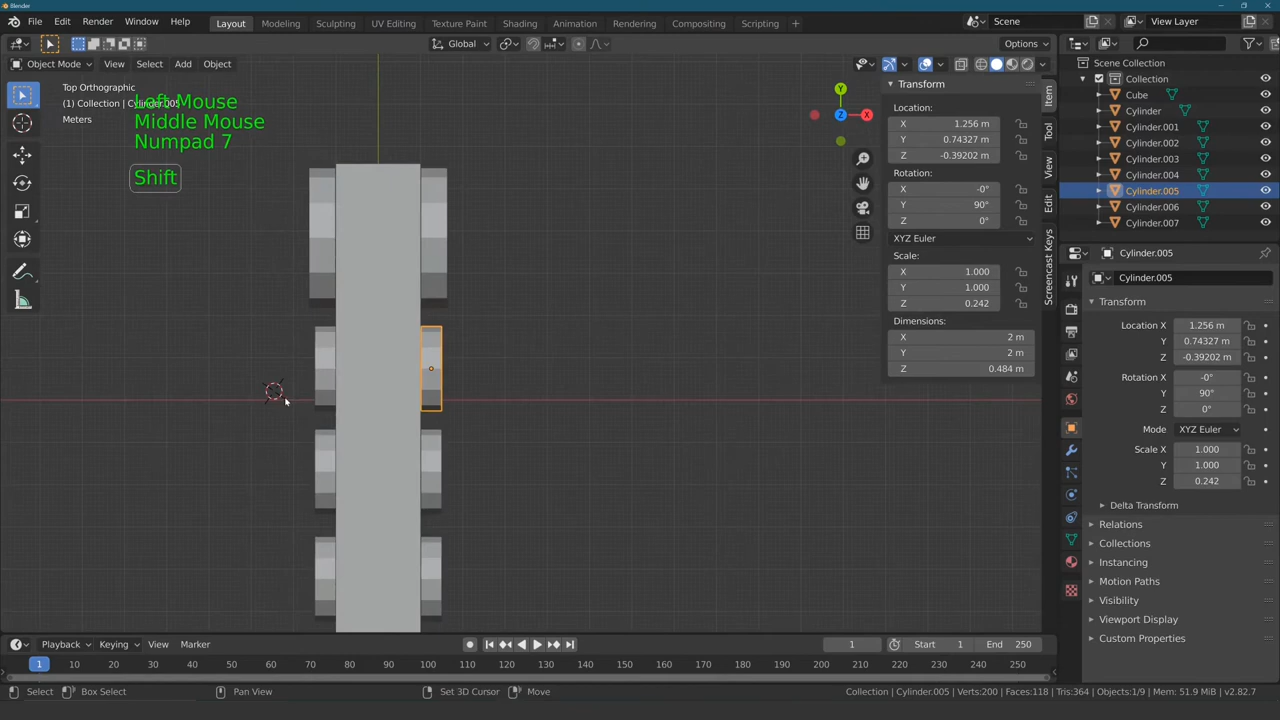 Blender
File Edit Render Window Help Layout Modeling Sculpting UV Editing Texture Paint Shading Animation Rendering Compositing Scripting + Scene View Layer
Global Options
Object Mode View Select Add Object
Top Orthographic
(1) Collection | Cylinder.005
Meters
Left Mouse
Middle Mouse
Numpad 7
Shift
Y
Z
X
Transform
Location:
X 1.256 m
Y 0.74327 m
Z -0.39202 m
Rotation:
X -0°
Y 90°
Z 0°
XYZ Euler
Scale:
X 1.000
Y 1.000
Z 0.242
Dimensions:
X 2 m
Y 2 m
Z 0.484 m
Item
Tool
View
Edit
Screencast Keys
Scene Collection
Collection
Cube
Cylinder
Cylinder.001
Cylinder.002
Cylinder.003
Cylinder.004
Cylinder.005
Cylinder.006
Cylinder.007
Cylinder.005
Cylinder.005
Transform
Location X 1.256 m
Y 0.74327 m
Z -0.39202 m
Rotation X -0°
Y 90°
Z 0°
Mode XYZ Euler
Scale X 1.000
Y 1.000
Z 0.242
Delta Transform
Relations
Collections
Instancing
Motion Paths
Visibility
Viewport Display
Custom Properties
Playback Keying View Marker 1 Start 1 End 250
1 10 20 30 40 50 60 70 80 90 100 110 120 130 140 150 160 170 180 190 200 210 220 230 240 250
Select Box Select Pan View Set 3D Cursor Move Collection | Cylinder.005 | Verts:200 | Faces:118 | Tris:364 | Objects:1/9 | Mem: 51.9 MiB | v2.82.7